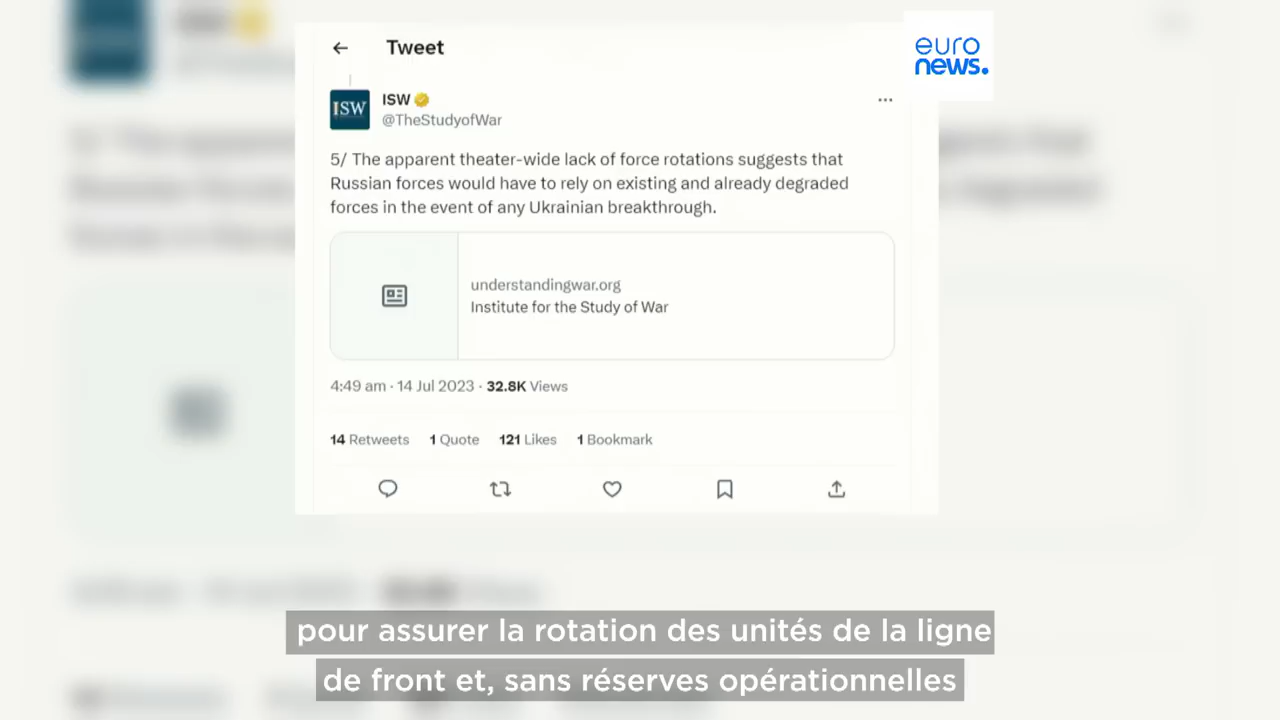 Tweet
euro
news.
ISW
@TheStudyofWar
5/ The apparent theater-wide lack of force rotations suggests that
Russian forces would have to rely on existing and already degraded
forces in the event of any Ukrainian breakthrough.
understandingwar.org
Institute for the Study of War
4:49 am · 14 Jul 2023 · 32.8K Views
14 Retweets 1 Quote 121 Likes 1 Bookmark
pour assurer la rotation des unités de la ligne
de front et, sans réserves opérationnelles